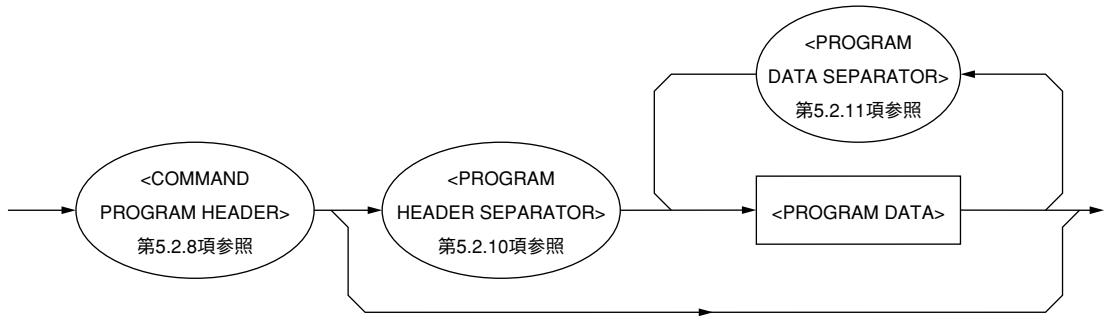 <PROGRAM
DATA SEPARATOR>
第5.2.11項参照
<COMMAND
PROGRAM HEADER>
第5.2.8項参照
<PROGRAM
HEADER SEPARATOR>
第5.2.10項参照
<PROGRAM DATA>